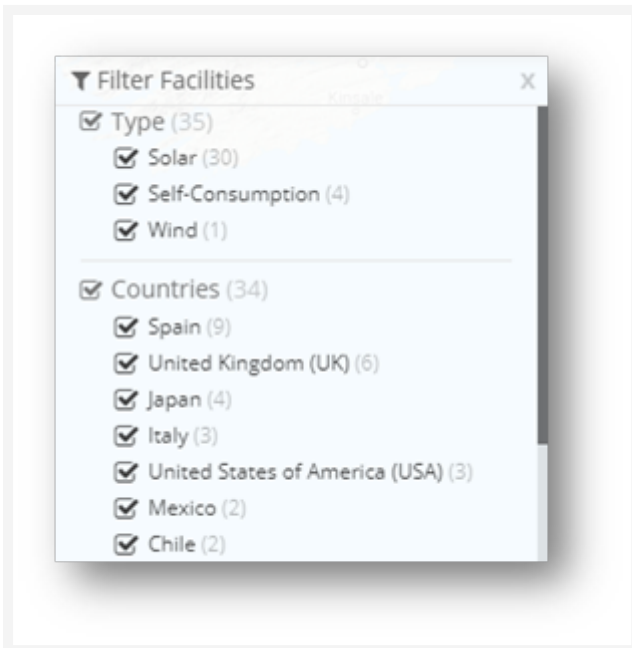 Filter Facilities X
Kinsale
Type (35)
Solar (30)
Self-Consumption (4)
Wind (1)
Countries (34)
Spain (9)
United Kingdom (UK) (6)
Japan (4)
Italy (3)
United States of America (USA) (3)
Mexico (2)
Chile (2)